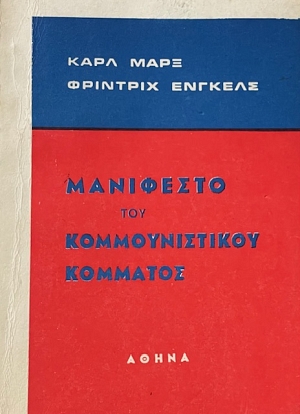 ΚΑΡΛ ΜΑΡΞ
ΦΡΙΝΤΡΙΧ ΕΝΓΚΕΛΣ
ΜΑΝΙΦΕΣΤΟ
ΤΟΥ
ΚΟΜΜΟΥΝΙΣΤΙΚΟΥ
ΚΟΜΜΑΤΟΣ
ΑΘΗΝΑ